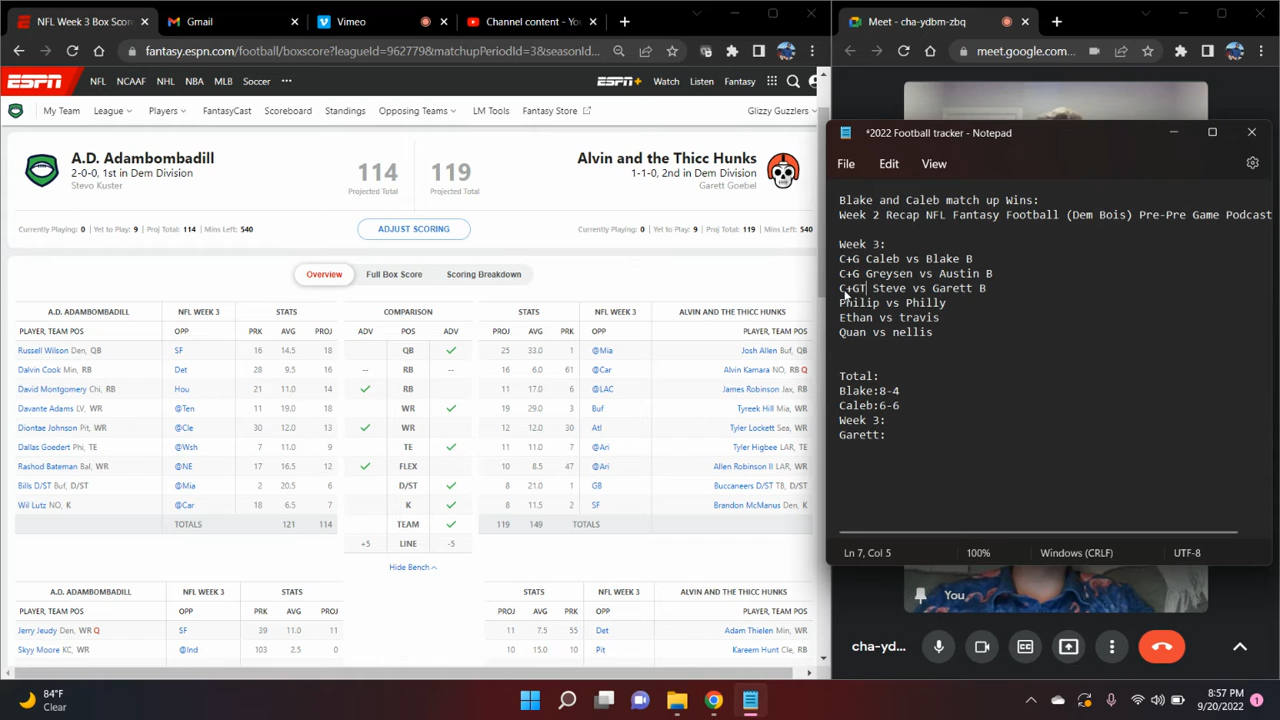 NFL Week 3 Box Scor
Gmail
Vimeo
Channel content - Yo
Meet - cha-ydbm-zbq
fantasy.espn.com/football/boxscore?leagueId=962779&matchupPeriodId=3&seasonId
meet.google.com...
ESPN NFL NCAAF NHL NBA MLB Soccer ••• ESPN+ Watch Listen Fantasy
My Team League Players FantasyCast Scoreboard Standings Opposing Teams LM Tools Fantasy Store Glizzy Guzzlers
A.D. Adambombadill
2-0-0, 1st in Dem Division
Stevo Kuster
114
Projected Total
119
Projected Total
Alvin and the Thicc Hunks
1-1-0, 2nd in Dem Division
Garett Goebel
Currently Playing: 0 Yet to Play: 9 Proj Total: 114 Mins Left: 540
ADJUST SCORING
Currently Playing: 0 Yet to Play: 9 Proj Total: 119 Mins Left: 540
Overview Full Box Score Scoring Breakdown
A.D. ADAMBOMBADILL NFL WEEK 3 STATS COMPARISON STATS NFL WEEK 3 ALVIN AND THE THICC HUNKS
PLAYER, TEAM POS OPP PRK AVG PROJ ADV POS ADV PROJ AVG PRK OPP PLAYER, TEAM POS
Russell Wilson Den, QB SF 16 14.5 18 QB 25 33.0 1 @Mia Josh Allen Buf, QB
Dalvin Cook Min, RB Det 28 9.5 16 -- RB -- 16 6.0 61 @Car Alvin Kamara NO, RB Q
David Montgomery Chi, RB Hou 21 11.0 14 RB 11 17.0 6 @LAC James Robinson Jax, RB
Davante Adams LV, WR @Ten 11 19.0 18 WR 19 29.0 3 Buf Tyreek Hill Mia, WR
Diontae Johnson Pit, WR @Cle 30 12.0 13 WR 12 12.0 30 Atl Tyler Lockett Sea, WR
Dallas Goedert Phi, TE @Wsh 7 11.0 9 TE 11 11.0 7 @Ari Tyler Higbee LAR, TE
Rashod Bateman Bal, WR @NE 17 16.5 12 FLEX 10 8.5 47 @Ari Allen Robinson II LAR, WR
Bills D/ST Buf, D/ST @Mia 2 20.5 6 D/ST 8 21.0 1 GB Buccaneers D/ST TB, D/ST
Wil Lutz NO, K @Car 18 6.5 7 K 8 11.5 2 SF Brandon McManus Den, K
TOTALS 121 114 TEAM 119 149 TOTALS
+5 LINE -5
Hide Bench
A.D. ADAMBOMBADILL NFL WEEK 3 STATS STATS NFL WEEK 3 ALVIN AND THE THICC HUNKS
PLAYER, TEAM POS OPP PRK AVG PROJ PROJ AVG PRK OPP PLAYER, TEAM POS
Jerry Jeudy Den, WR Q SF 39 11.0 11 11 7.5 55 Det Adam Thielen Min, WR
Skyy Moore KC, WR @Ind 103 2.5 0 10 15.0 10 Pit Kareem Hunt Cle, RB
*2022 Football tracker - Notepad
File Edit View
Blake and Caleb match up Wins:
Week 2 Recap NFL Fantasy Football (Dem Bois) Pre-Pre Game Podcast
Week 3:
C+G Caleb vs Blake B
C+G Greysen vs Austin B
C+GT Steve vs Garett B
Philip vs Philly
Ethan vs travis
Quan vs nellis
Total:
Blake:8-4
Caleb:6-6
Week 3:
Garett:
Ln 7, Col 5 100% Windows (CRLF) UTF-8
You
cha-yd...
84°F
Clear
8:57 PM
9/20/2022
1